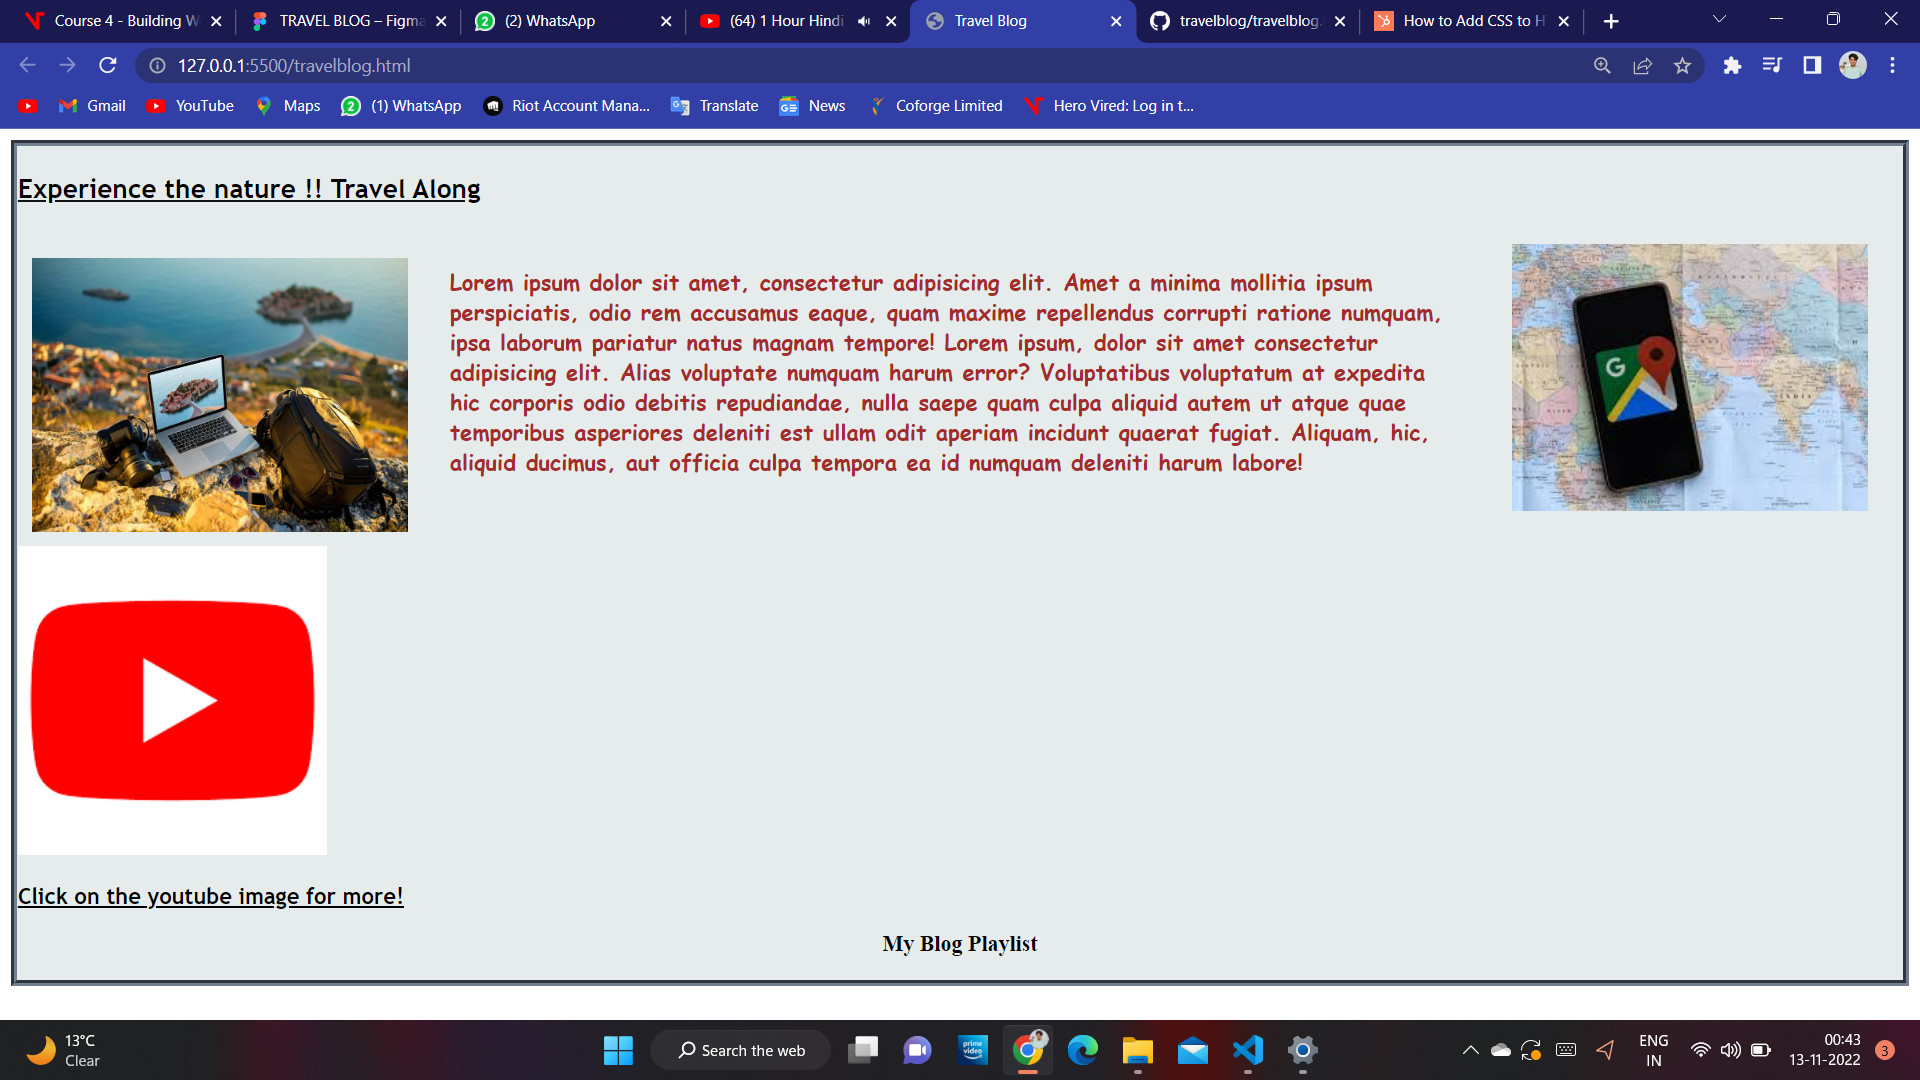 Course 4 - Building W
TRAVEL BLOG – Figma
(2) WhatsApp
(64) 1 Hour Hindi
Travel Blog
travelblog/travelblog.
How to Add CSS to H
127.0.0.1:5500/travelblog.html
Gmail
YouTube
Maps
(1) WhatsApp
Riot Account Mana...
Translate
News
Coforge Limited
Hero Vired: Log in t...
Experience the nature !! Travel Along
Lorem ipsum dolor sit amet, consectetur adipisicing elit. Amet a minima mollitia ipsum
perspiciatis, odio rem accusamus eaque, quam maxime repellendus corrupti ratione numquam,
ipsa laborum pariatur natus magnam tempore! Lorem ipsum, dolor sit amet consectetur
adipisicing elit. Alias voluptate numquam harum error? Voluptatibus voluptatum at expedita
hic corporis odio debitis repudiandae, nulla saepe quam culpa aliquid autem ut atque quae
temporibus asperiores deleniti est ullam odit aperiam incidunt quaerat fugiat. Aliquam, hic,
aliquid ducimus, aut officia culpa tempora ea id numquam deleniti harum labore!
G
Click on the youtube image for more!
My Blog Playlist
13°C
Clear
Search the web
prime
video
ENG
IN
00:43
13-11-2022
3